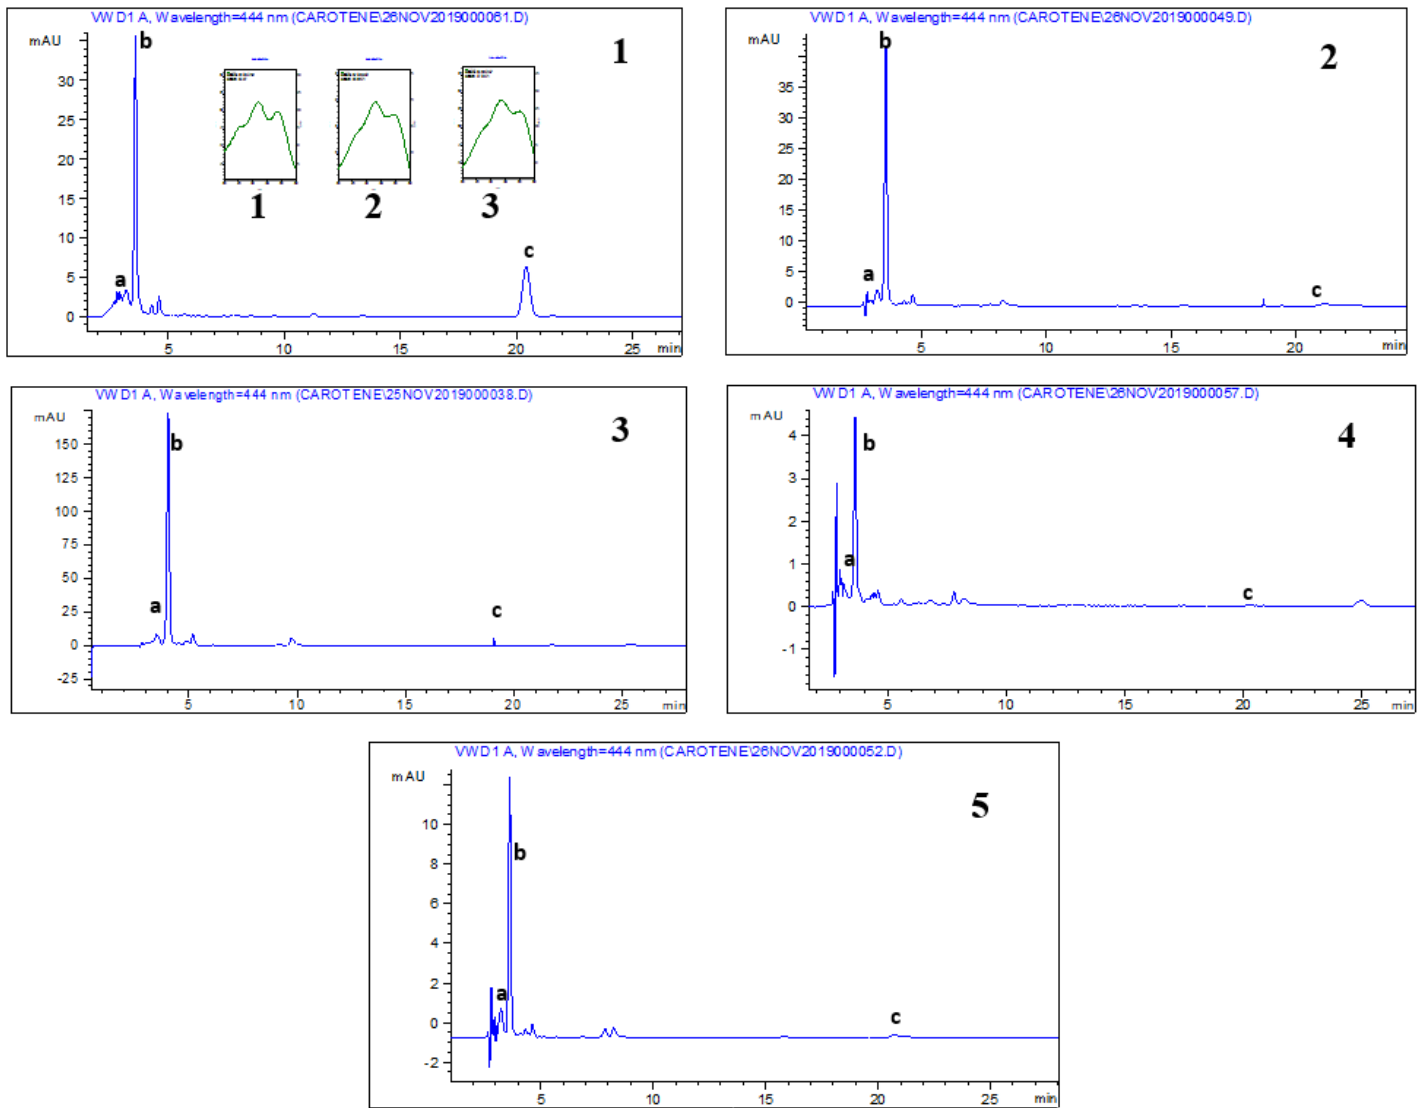 VWD1 A, Wavelength=444 nm (CAROTENE\26NOV2019000061.D)
mAU
b
1
30
25
20
15
10
5
0
a
c
1 2 3
5 10 15 20 25 min
VWD1 A, Wavelength=444 nm (CAROTENE\26NOV2019000049.D)
mAU
b
2
35
30
25
20
15
10
5
0
a
c
5 10 15 20 min
VWD1 A, Wavelength=444 nm (CAROTENE\25NOV2019000038.D)
mAU
b
3
150
125
100
75
50
25
0
-25
a
c
5 10 15 20 25 min
VWD1 A, Wavelength=444 nm (CAROTENE\26NOV2019000057.D)
mAU
b
4
4
3
2
1
0
-1
a
c
5 10 15 20 25 min
VWD1 A, Wavelength=444 nm (CAROTENE\26NOV2019000052.D)
mAU
5
b
10
8
6
4
2
0
-2
a
c
5 10 15 20 25 min